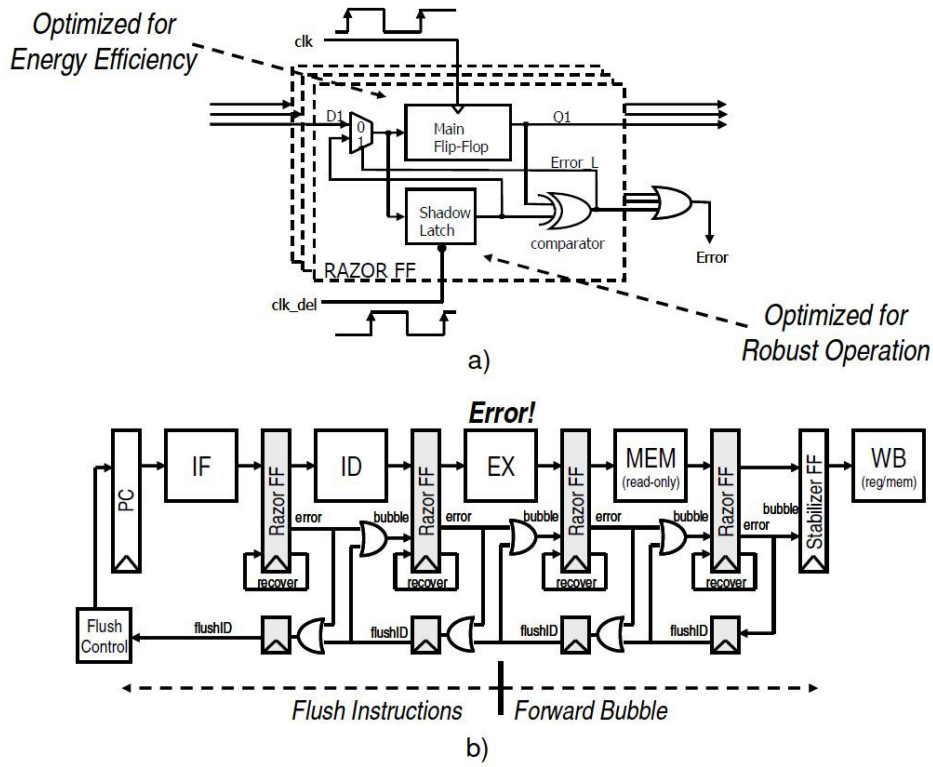 Optimized for
Energy Efficiency
clk
D1
0
1
Main
Flip-Flop
Q1
Error_L
Shadow
Latch
comparator
Error
RAZOR FF
clk_del
Optimized for
Robust Operation
a)
Error!
PC
IF
Razor FF
ID
Razor FF
EX
Razor FF
MEM
(read-only)
Razor FF
Stabilizer FF
WB
(reg/mem)
error
bubble
error
bubble
error
bubble
error
bubble
recover
recover
recover
recover
Flush
Control
flushID
flushID
flushID
flushID
Flush Instructions
Forward Bubble
b)